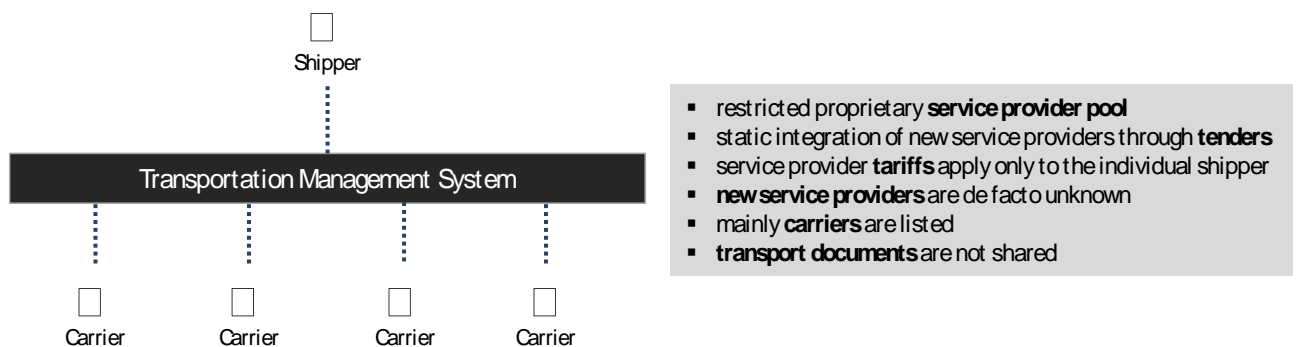 Shipper
Transportation Management System
Carrier Carrier Carrier Carrier
▪ restricted proprietary service provider pool
▪ static integration of new service providers through tenders
▪ service provider tariffs apply only to the individual shipper
▪ new service providers are de facto unknown
▪ mainly carriers are listed
▪ transport documents are not shared